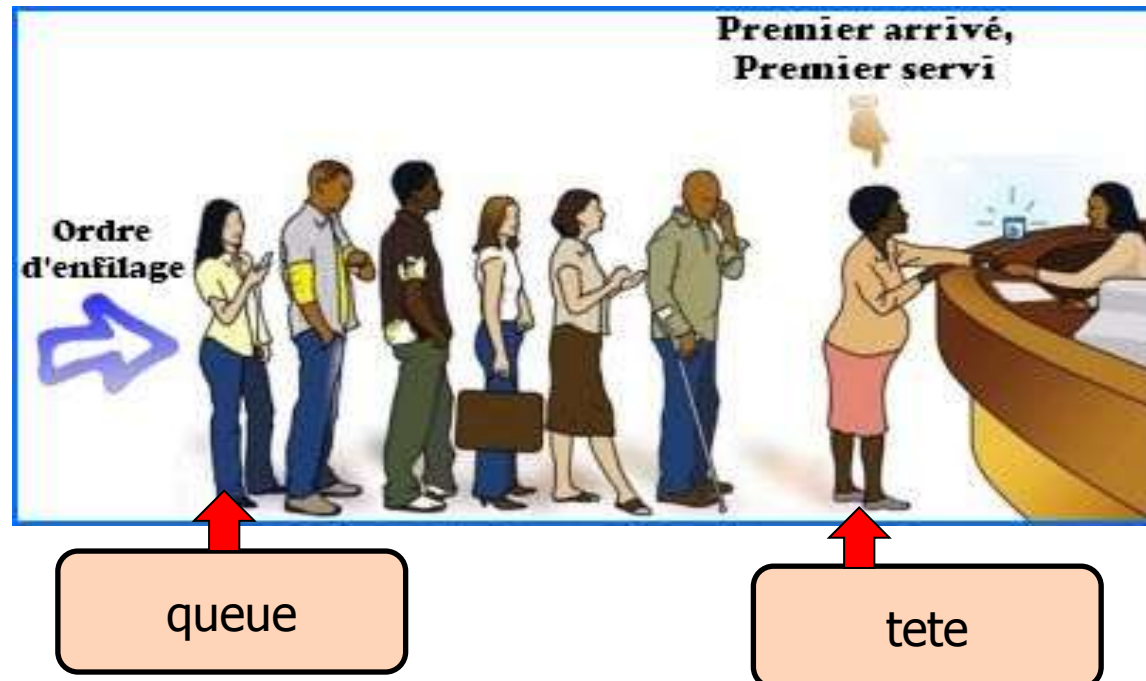 Premier arrivé,
Premier servi
Ordre
d'enfilage
queue
tete